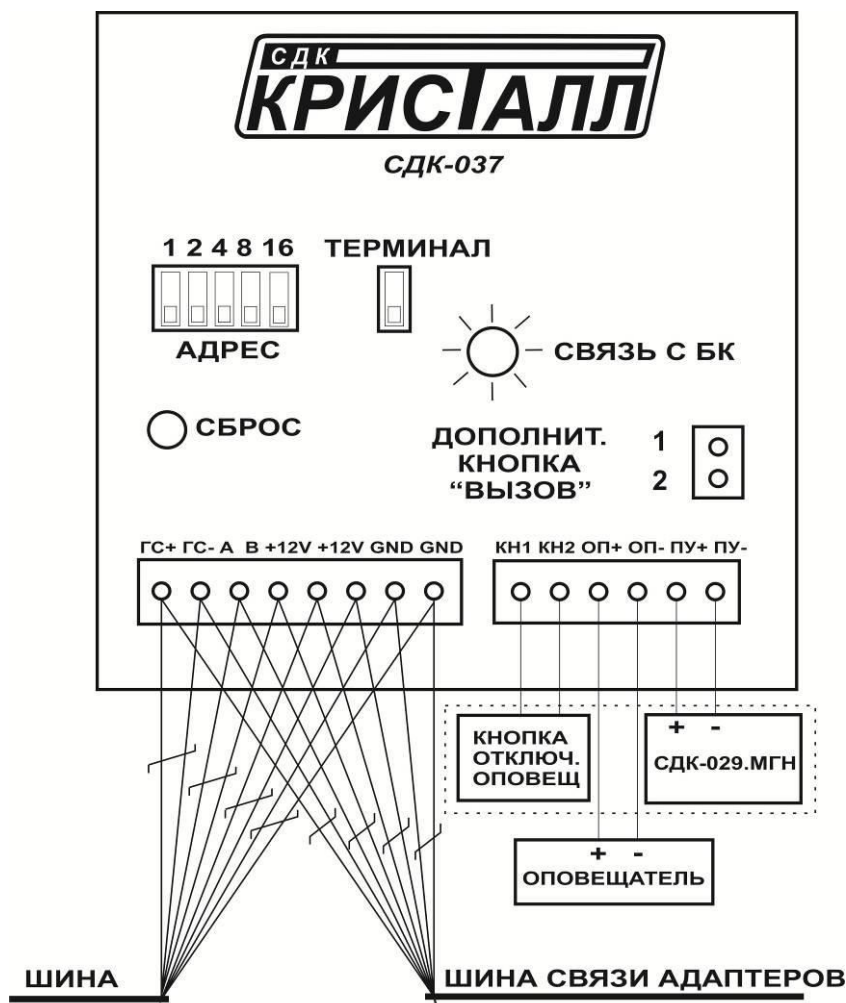 СДК
КРИСТАЛЛ
СДК-037
1 2 4 8 16
ТЕРМИНАЛ
АДРЕС
СВЯЗЬ С БК
СБРОС
ДОПОЛНИТ.
КНОПКА
“ВЫЗОВ”
1
2
ГС+ ГС- А В +12V +12V GND GND
КН1 КН2 ОП+ ОП- ПУ+ ПУ-
КНОПКА
ОТКЛЮЧ.
ОПОВЕЩ
+ -
СДК-029.МГН
+ -
ОПОВЕЩАТЕЛЬ
ШИНА
ШИНА СВЯЗИ АДАПТЕРОВ